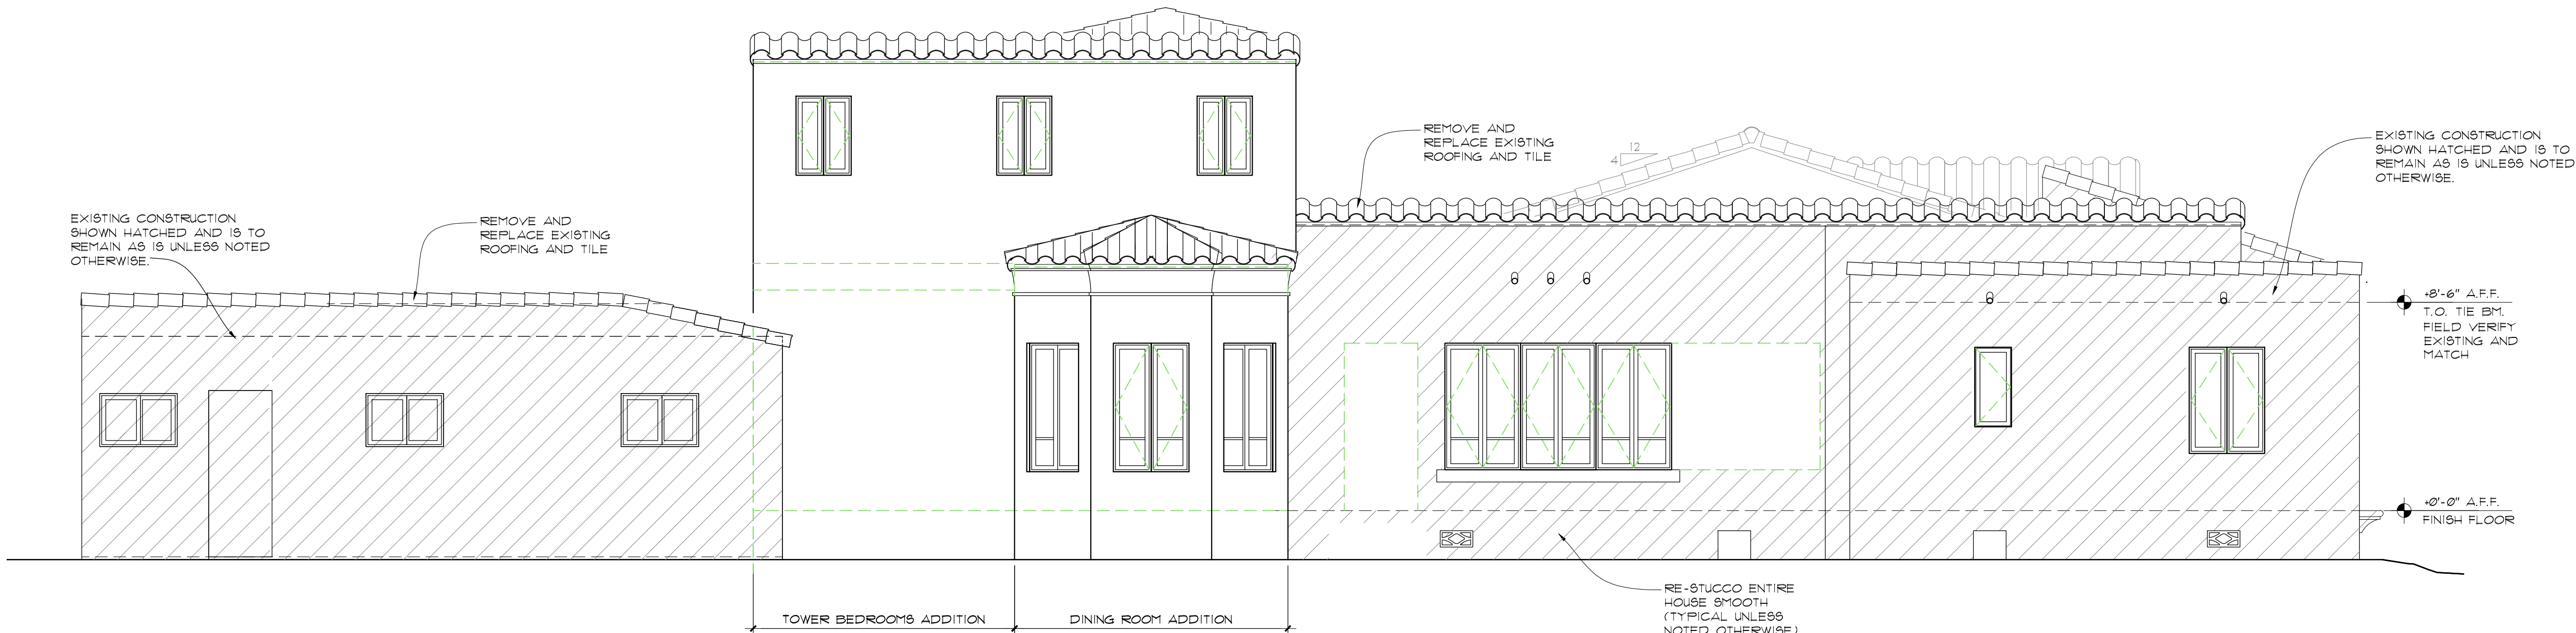 EXISTING CONSTRUCTION
SHOWN HATCHED AND IS TO
REMAIN AS IS UNLESS NOTED
OTHERWISE.
REMOVE AND
REPLACE EXISTING
ROOFING AND TILE
REMOVE AND
REPLACE EXISTING
ROOFING AND TILE
12
4
EXISTING CONSTRUCTION
SHOWN HATCHED AND IS TO
REMAIN AS IS UNLESS NOTED
OTHERWISE.
+8'-6" A.F.F.
T.O. TIE BM.
FIELD VERIFY
EXISTING AND
MATCH
+0'-0" A.F.F.
FINISH FLOOR
RE-STUCCO ENTIRE
HOUSE SMOOTH
(TYPICAL UNLESS
NOTED OTHERWISE)
TOWER BEDROOMS ADDITION
DINING ROOM ADDITION